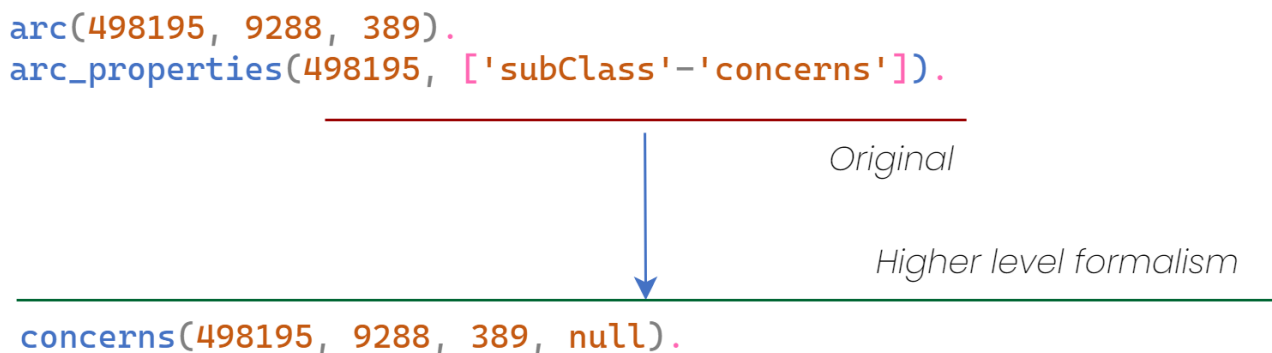 arc(498195, 9288, 389).
arc_properties(498195, ['subClass'-'concerns']).
Original
Higher level formalism
concerns(498195, 9288, 389, null).